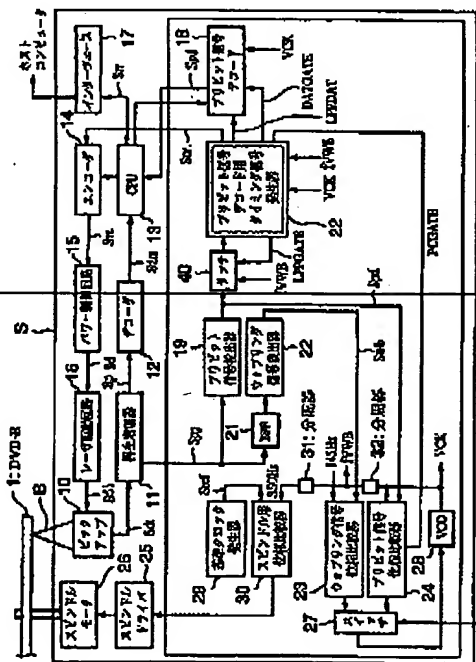 1:DVD-R
B
S
ホスト
コンピュータ
26
スピンドル
モータ
10
ピック
アップ
16
レーザ駆動回路
15
パワー制御回路
14
エンコーダ
17
インターフェース
25
スピンドル
ドライバ
11
再生増幅器
12
デコーダ
13
CPU
18
プリピット信号
デコーダ
Spd
VCK
DATGATE
LPPDAT
プリピット信号
デコード用
タイミング信号
発生器
22
VCK fVWB
40
ラッチ
fVWB
LPPGATE
19
プリピット
信号検出器
22
ウォブリング
信号検出器
21
BPF
Spp
29
基準クロック
発生器
Sref
30
スピンドル用
位相比較器
31:分周器
145Hz
fVWB
32:分周器
23
ウォブリング信号
位相比較器
24
プリピット信号
位相比較器
27
スイッチ
28
VCO
VCK
PCGATE